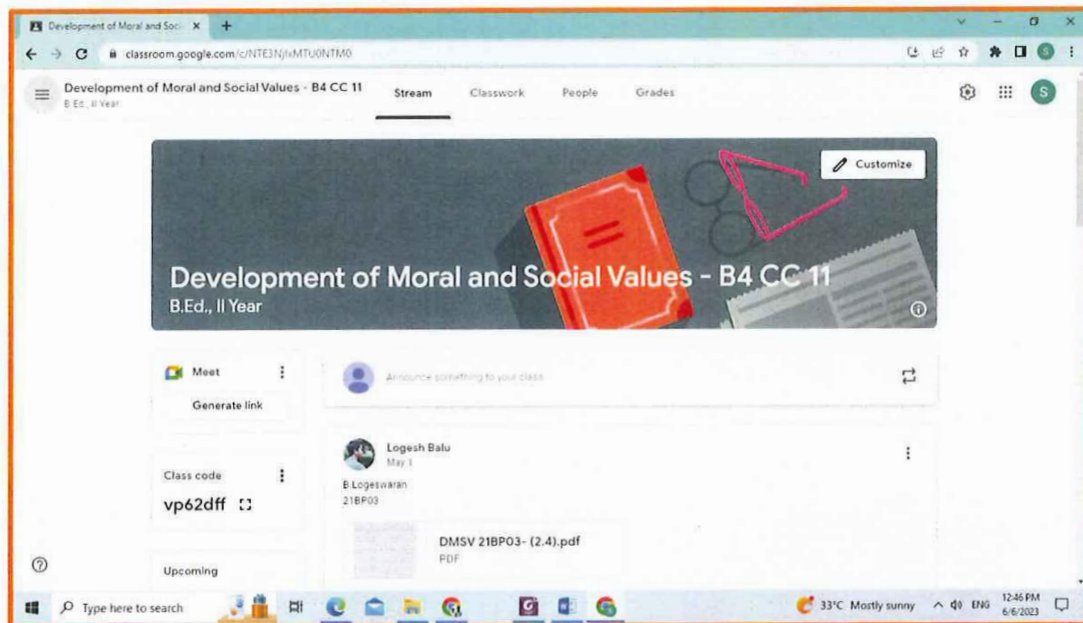 Development of Moral and Soci
classroom.google.com/c/NTE3NjIxMTU0NTM0
Development of Moral and Social Values - B4 CC 11
B.Ed., II Year
Stream
Classwork
People
Grades
S
Customize
Development of Moral and Social Values - B4 CC 11
B.Ed., II Year
Meet
Generate link
Announce something to your class
Logesh Balu
May 1
B.Logeswaran
21BP03
Class code
vp62dff
DMSV 21BP03- (2.4).pdf
PDF
Upcoming
Type here to search
33°C Mostly sunny
ENG
12:46 PM
6/6/2023